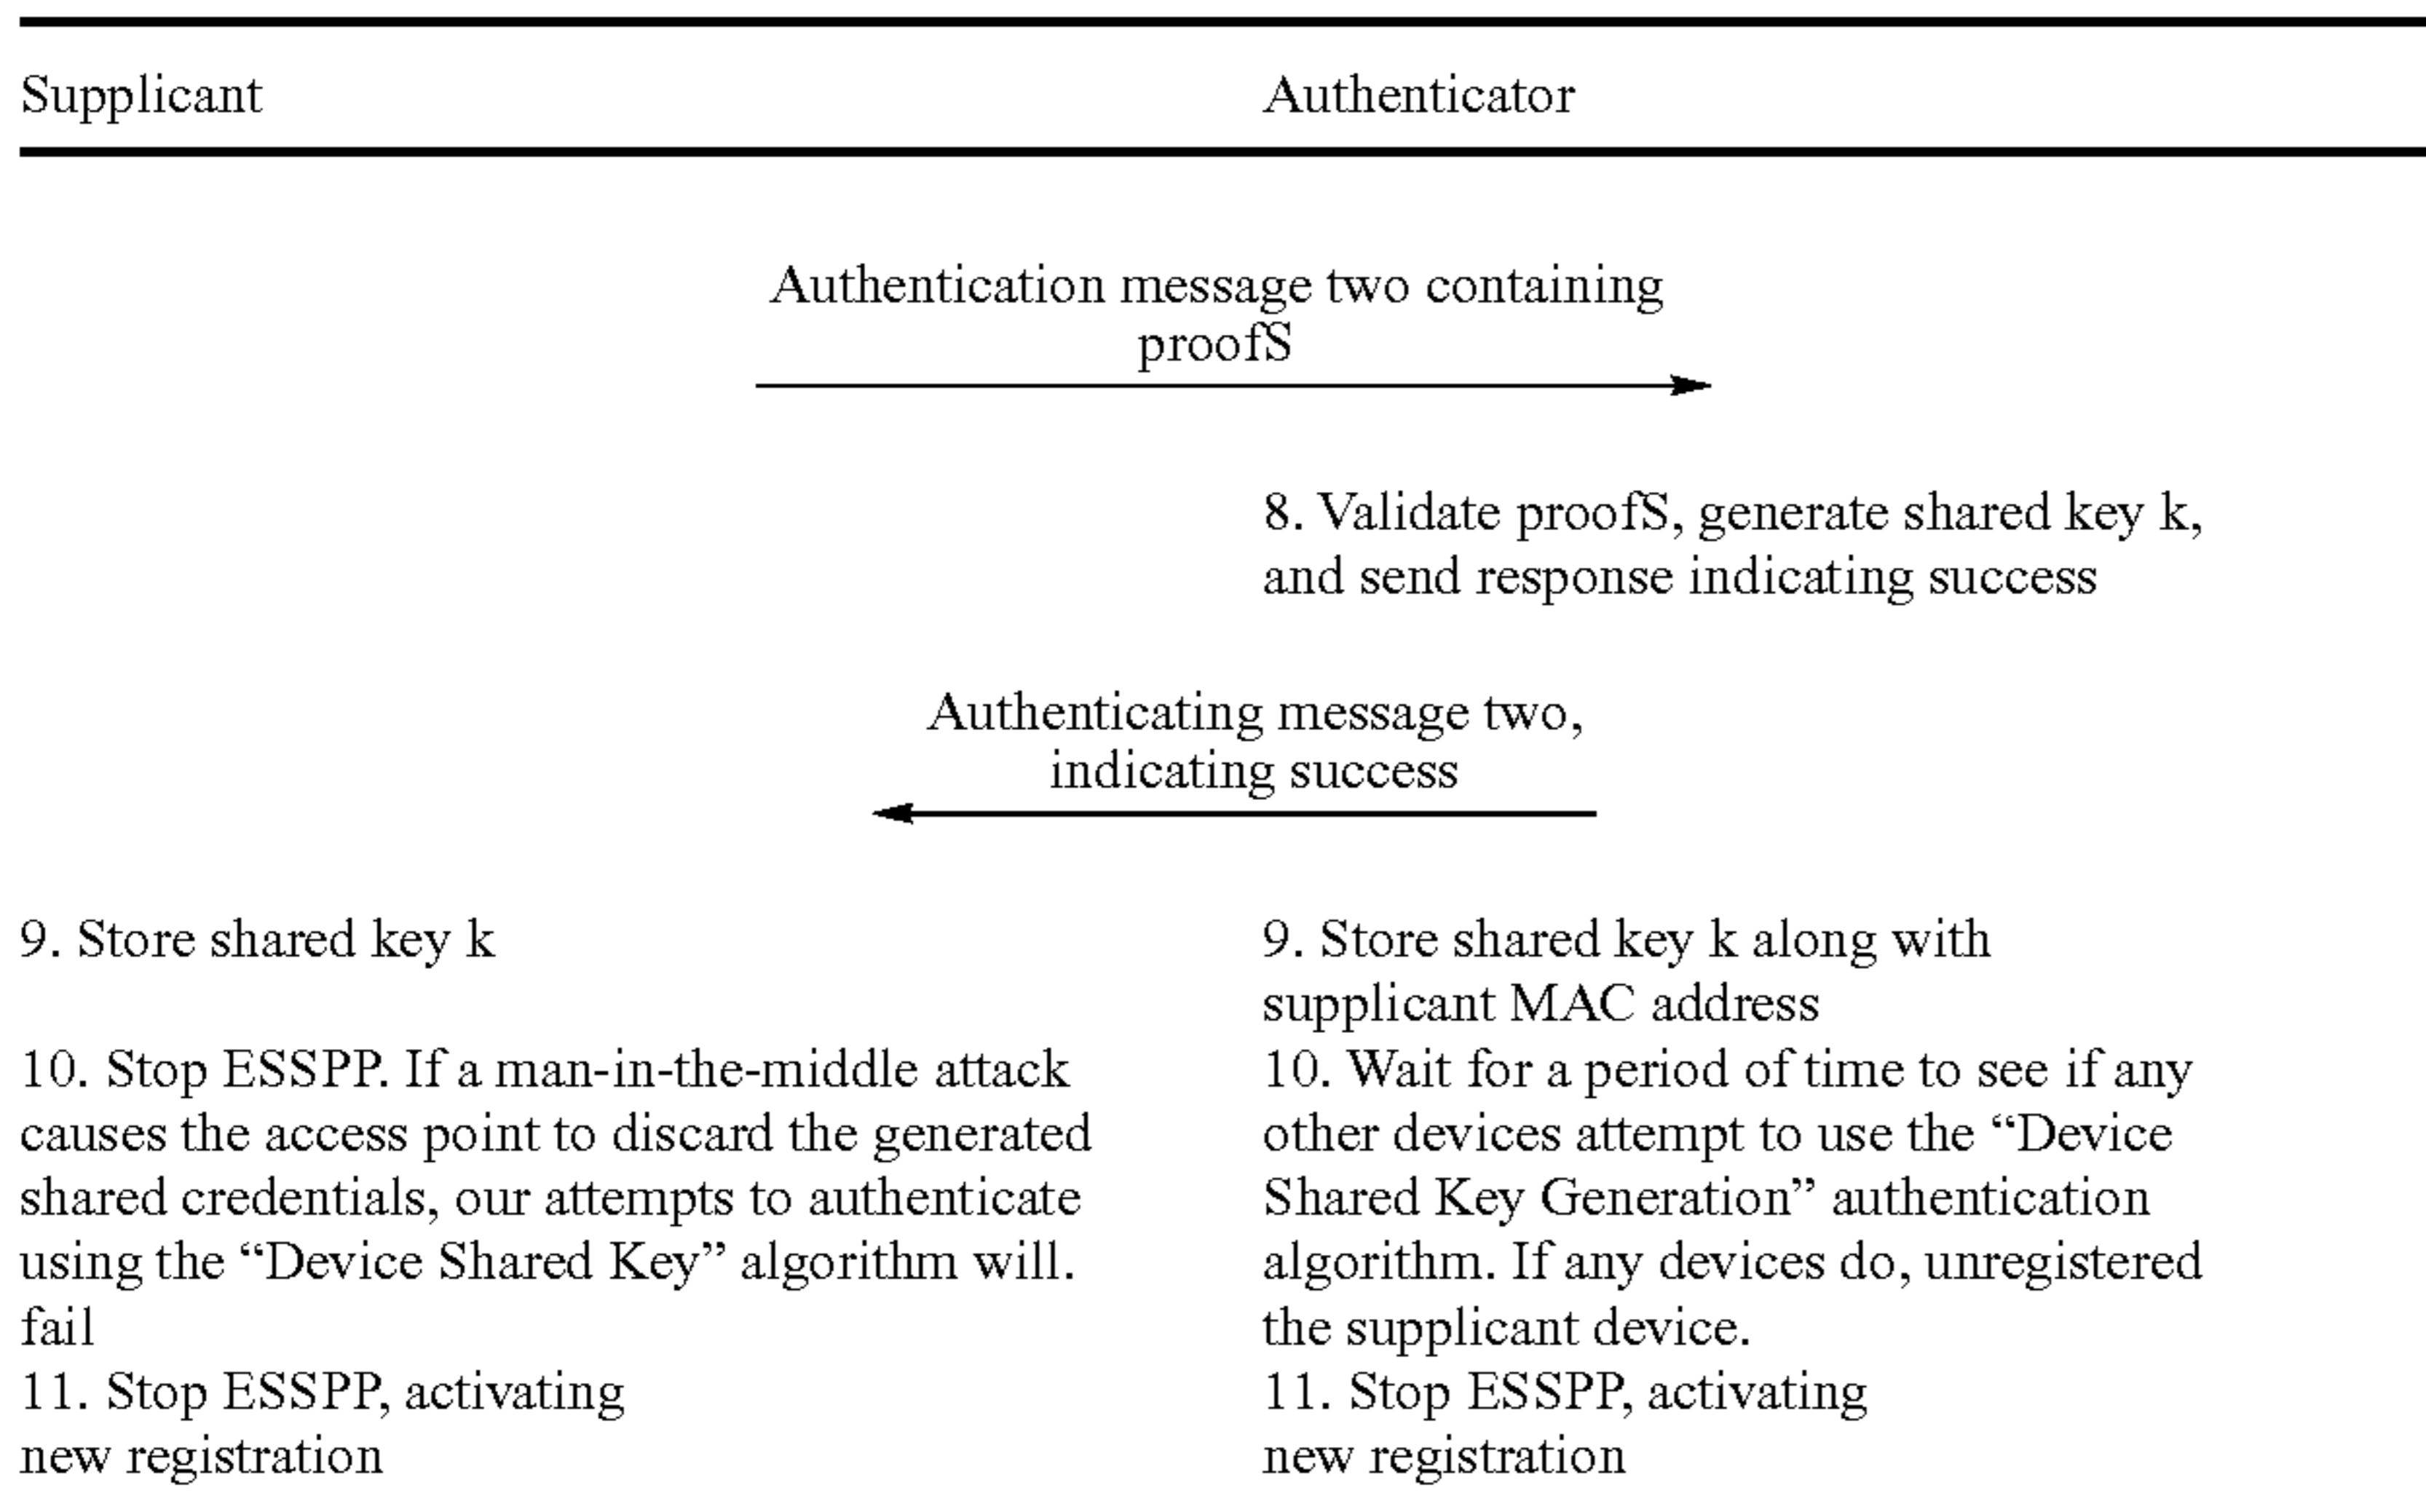 Supplicant
Authenticator
Authentication message two containing
proofS
8. Validate proofS, generate shared key k,
and send response indicating success
Authenticating message two,
indicating success
9. Store shared key k
9. Store shared key k along with
supplicant MAC address
10. Stop ESSPP. If a man-in-the-middle attack
causes the access point to discard the generated
shared credentials, our attempts to authenticate
using the “Device Shared Key” algorithm will.
fail
10. Wait for a period of time to see if any
other devices attempt to use the “Device
Shared Key Generation” authentication
algorithm. If any devices do, unregistered
the supplicant device.
11. Stop ESSPP, activating
new registration
11. Stop ESSPP, activating
new registration